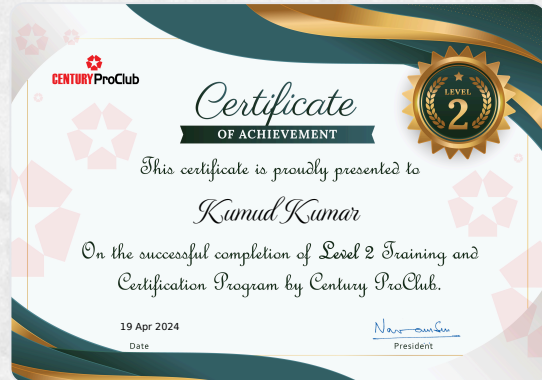 CENTURY ProClub
LEVEL
2
Certificate
OF ACHIEVEMENT
This certificate is proudly presented to
Kumud Kumar
On the successful completion of Level 2 Training and
Certification Program by Century ProClub.
19 Apr 2024
Date
President